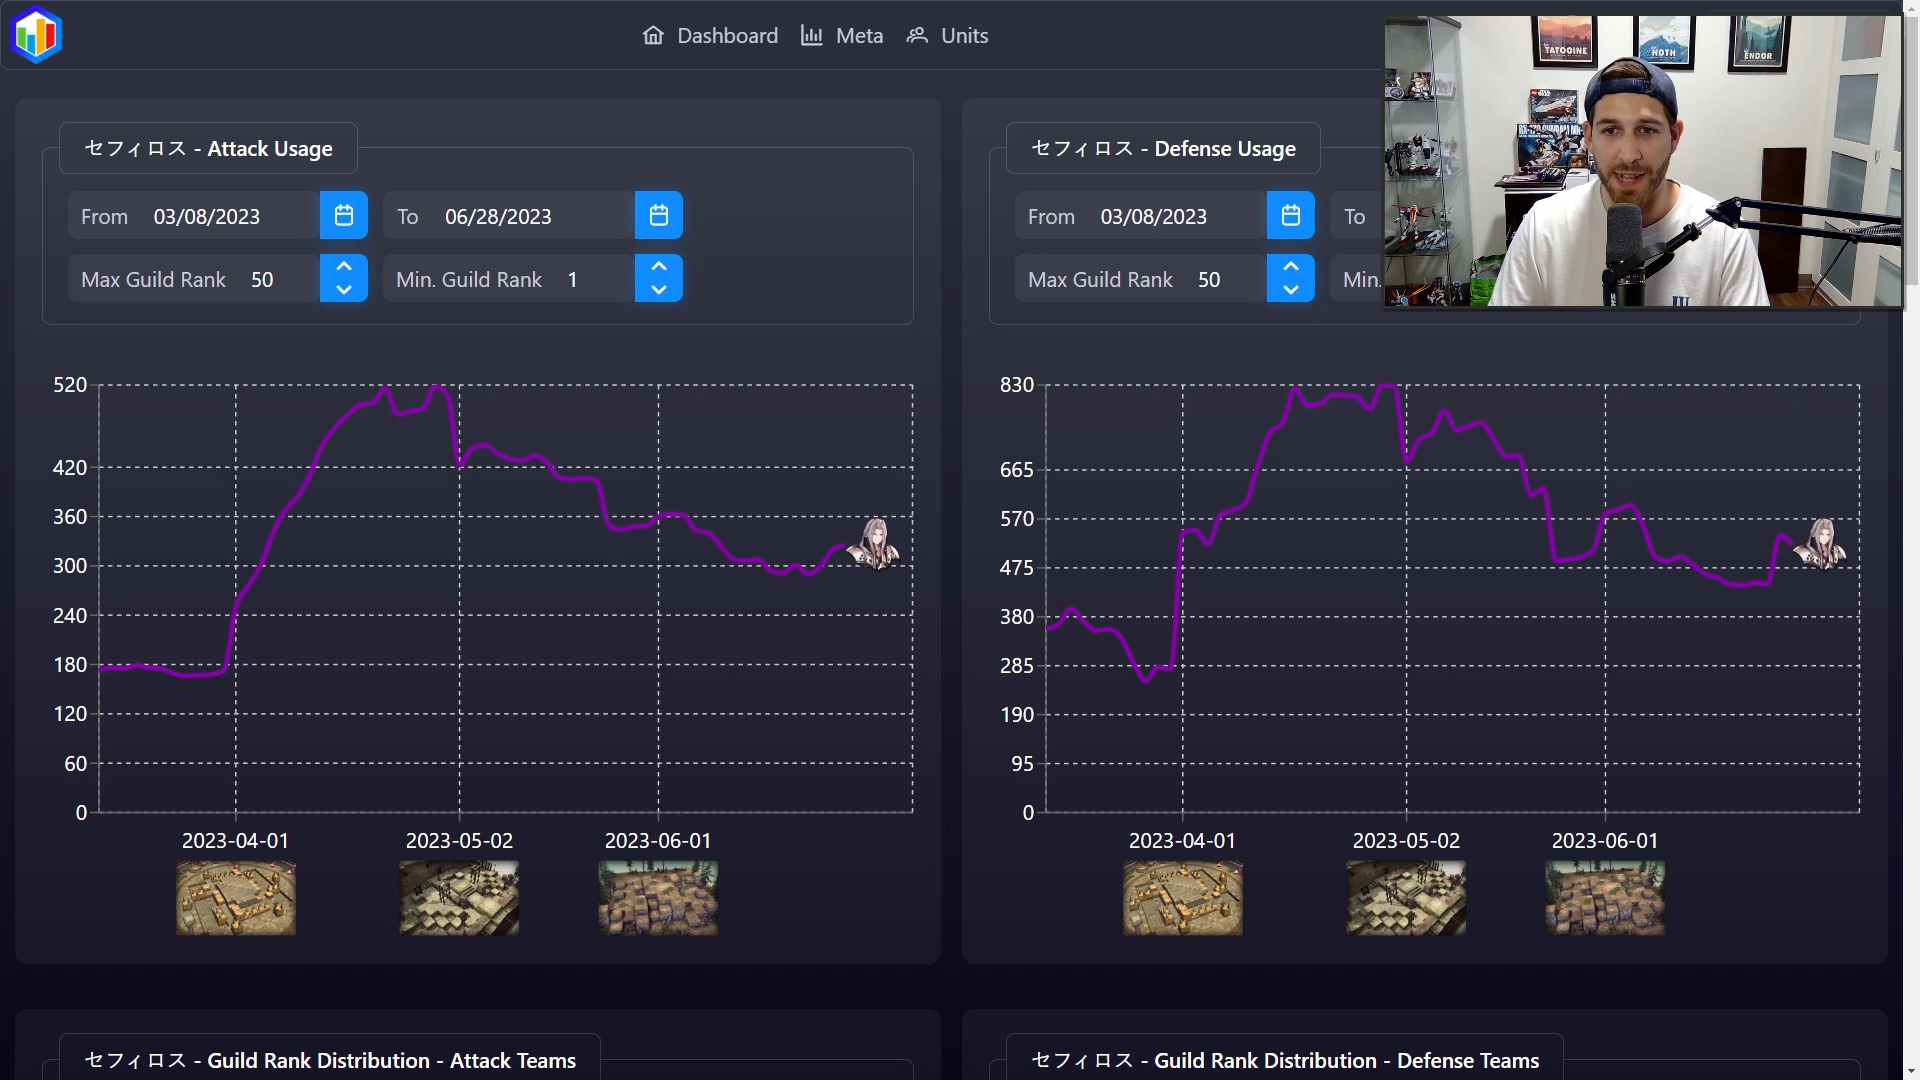 Dashboard
Meta
Units
TATOOINE
HOTH
ENDOR
セフィロス - Attack Usage
From 03/08/2023
To 06/28/2023
Max Guild Rank 50
Min. Guild Rank 1
520
420
360
300
240
180
120
60
0
2023-04-01
2023-05-02
2023-06-01
セフィロス - Defense Usage
From 03/08/2023
To
Max Guild Rank 50
Min.
830
665
570
475
380
285
190
95
0
2023-04-01
2023-05-02
2023-06-01
セフィロス - Guild Rank Distribution - Attack Teams
セフィロス - Guild Rank Distribution - Defense Teams